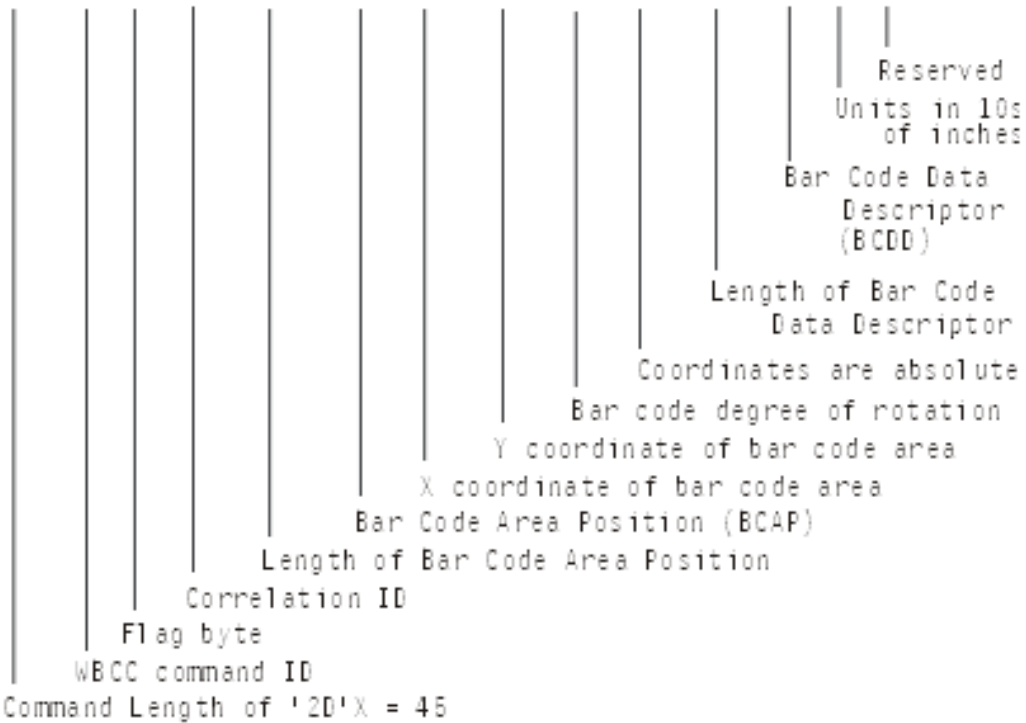 Reserved
Units in 10s
of inches
Bar Code Data
Descriptor
(BCDD)
Length of Bar Code
Data Descriptor
Coordinates are absolute
Bar code degree of rotation
Y coordinate of bar code area
X coordinate of bar code area
Bar Code Area Position (BCAP)
Length of Bar Code Area Position
Correlation ID
Flag byte
WBCC command ID
Command Length of '2D'X = 45